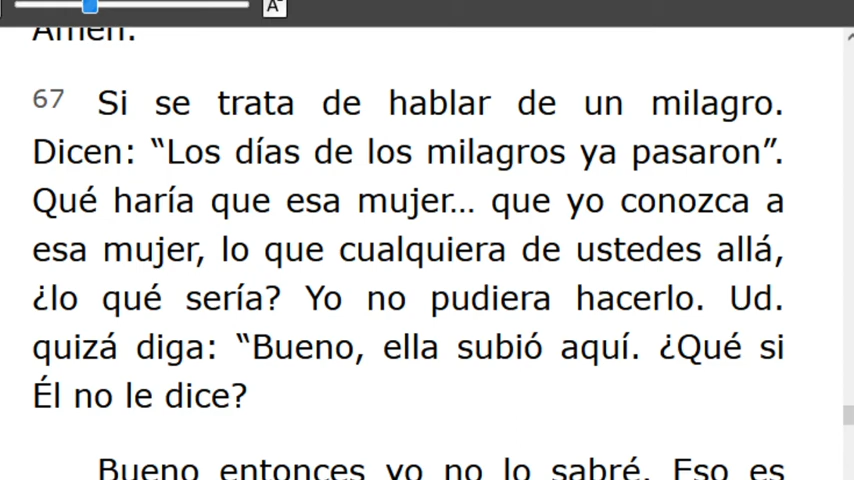 A
Amén.
67 Si se trata de hablar de un milagro.
Dicen: “Los días de los milagros ya pasaron”.
Qué haría que esa mujer… que yo conozca a
esa mujer, lo que cualquiera de ustedes allá,
¿lo qué sería? Yo no pudiera hacerlo. Ud.
quizá diga: “Bueno, ella subió aquí. ¿Qué si
Él no le dice?
Bueno entonces yo no lo sabré. Eso es